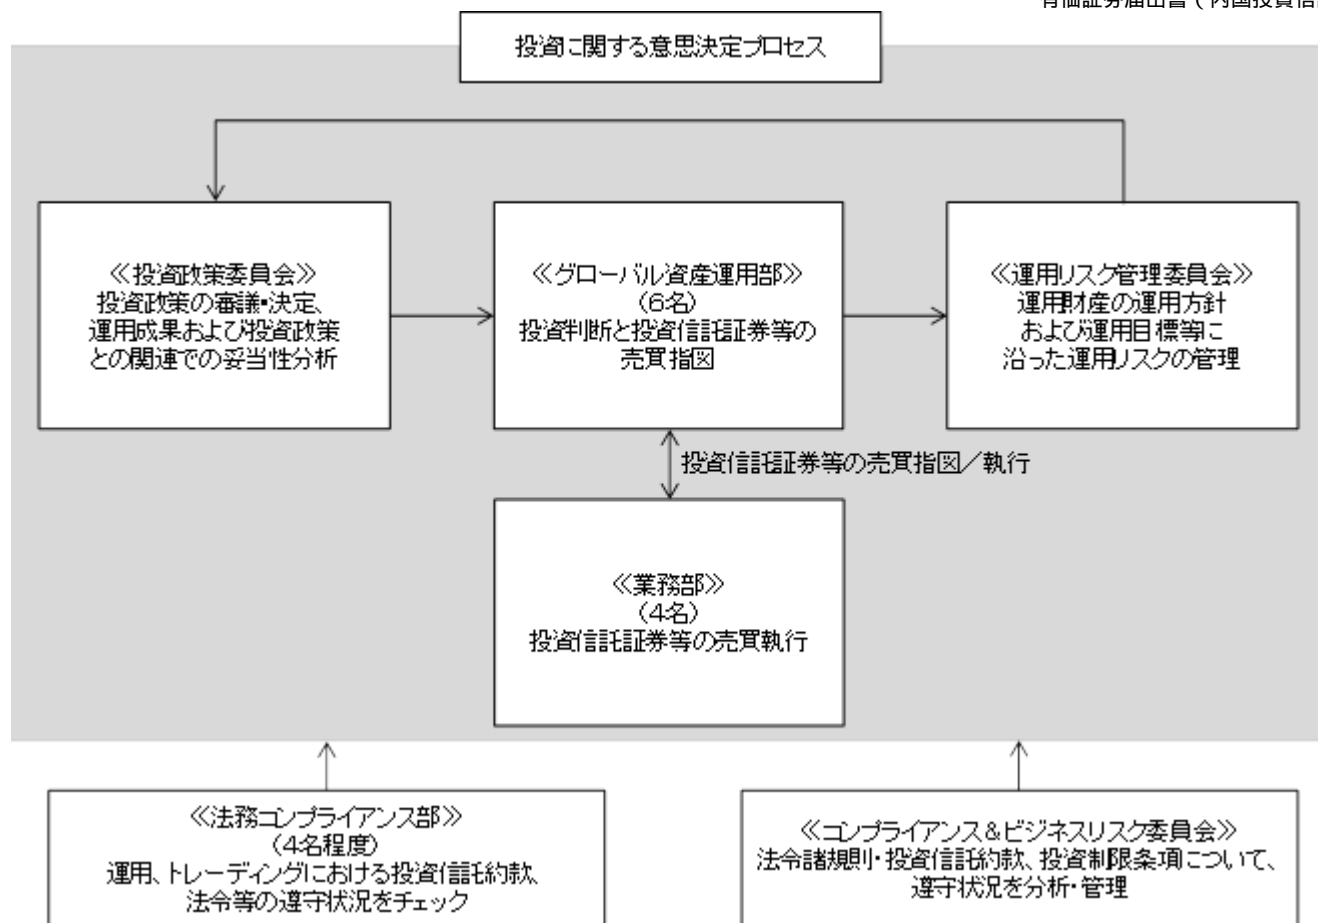 有価証券届出書(内国投資信
投資に関する意思決定プロセス
≪投資政策委員会≫
投資政策の審議・決定、
運用成果および投資政策
との関連での妥当性分析
≪グローバル資産運用部≫
(6名)
投資判断と投資信託証券等の
売買指図
≪運用リスク管理委員会≫
運用財産の運用方針
および運用目標等に
沿った運用リスクの管理
投資信託証券等の売買指図/執行
≪業務部≫
(4名)
投資信託証券等の売買執行
≪法務コンプライアンス部≫
(4名程度)
運用、トレーディングにおける投資信託約款、
法令等の遵守状況をチェック
≪コンプライアンス&ビジネスリスク委員会≫
法令諸規則・投資信託約款、投資制限条項について、
遵守状況を分析・管理